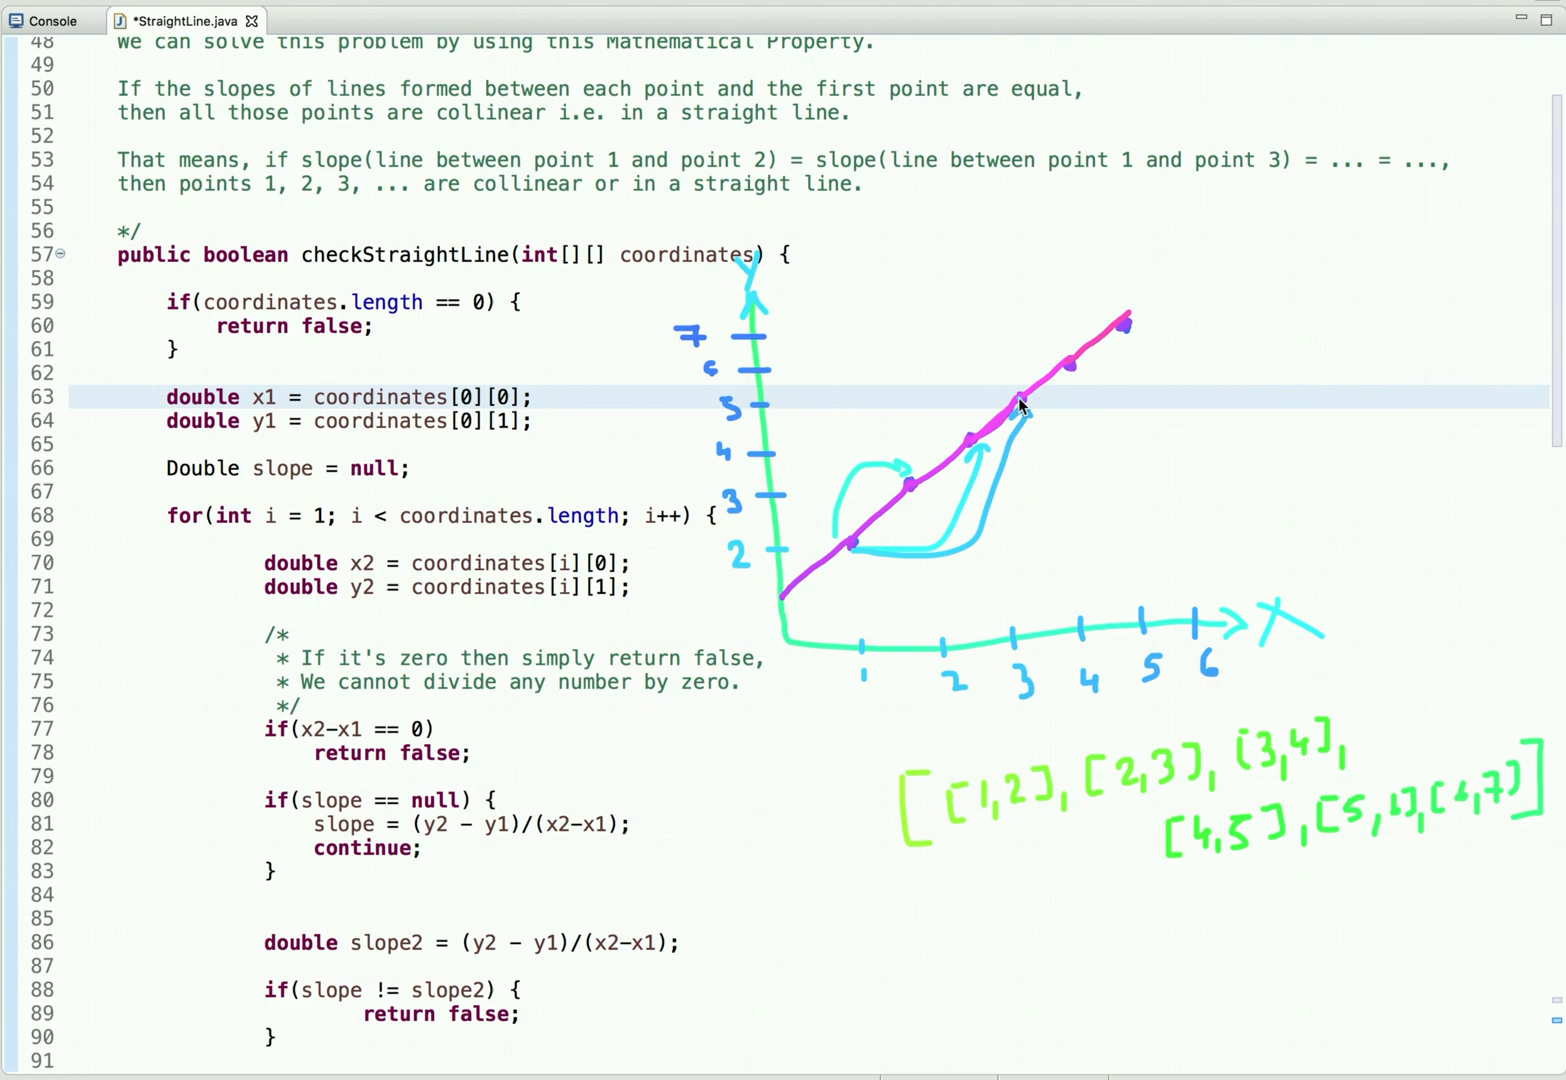 Console
*StraightLine.java
48 We can solve this problem by using this Mathematical Property.
49
50 If the slopes of lines formed between each point and the first point are equal,
51 then all those points are collinear i.e. in a straight line.
52
53 That means, if slope(line between point 1 and point 2) = slope(line between point 1 and point 3) = ... = ...,
54 then points 1, 2, 3, ... are collinear or in a straight line.
55
56 */
57 public boolean checkStraightLine(int[][] coordinates) {
58
59 if(coordinates.length == 0) {
60 return false;
61 }
62
63 double x1 = coordinates[0][0];
64 double y1 = coordinates[0][1];
65
66 Double slope = null;
67
68 for(int i = 1; i < coordinates.length; i++) {
69
70 double x2 = coordinates[i][0];
71 double y2 = coordinates[i][1];
72
73 /*
74 * If it's zero then simply return false,
75 * We cannot divide any number by zero.
76 */
77 if(x2-x1 == 0)
78 return false;
79
80 if(slope == null) {
81 slope = (y2 - y1)/(x2-x1);
82 continue;
83 }
84
85
86 double slope2 = (y2 - y1)/(x2-x1);
87
88 if(slope != slope2) {
89 return false;
90 }
91
Y
7
6
5
4
3
2
X
1 2 3 4 5 6
[[1,2], [2,3], [3,4],
[4,5], [5,6], [6,7]]